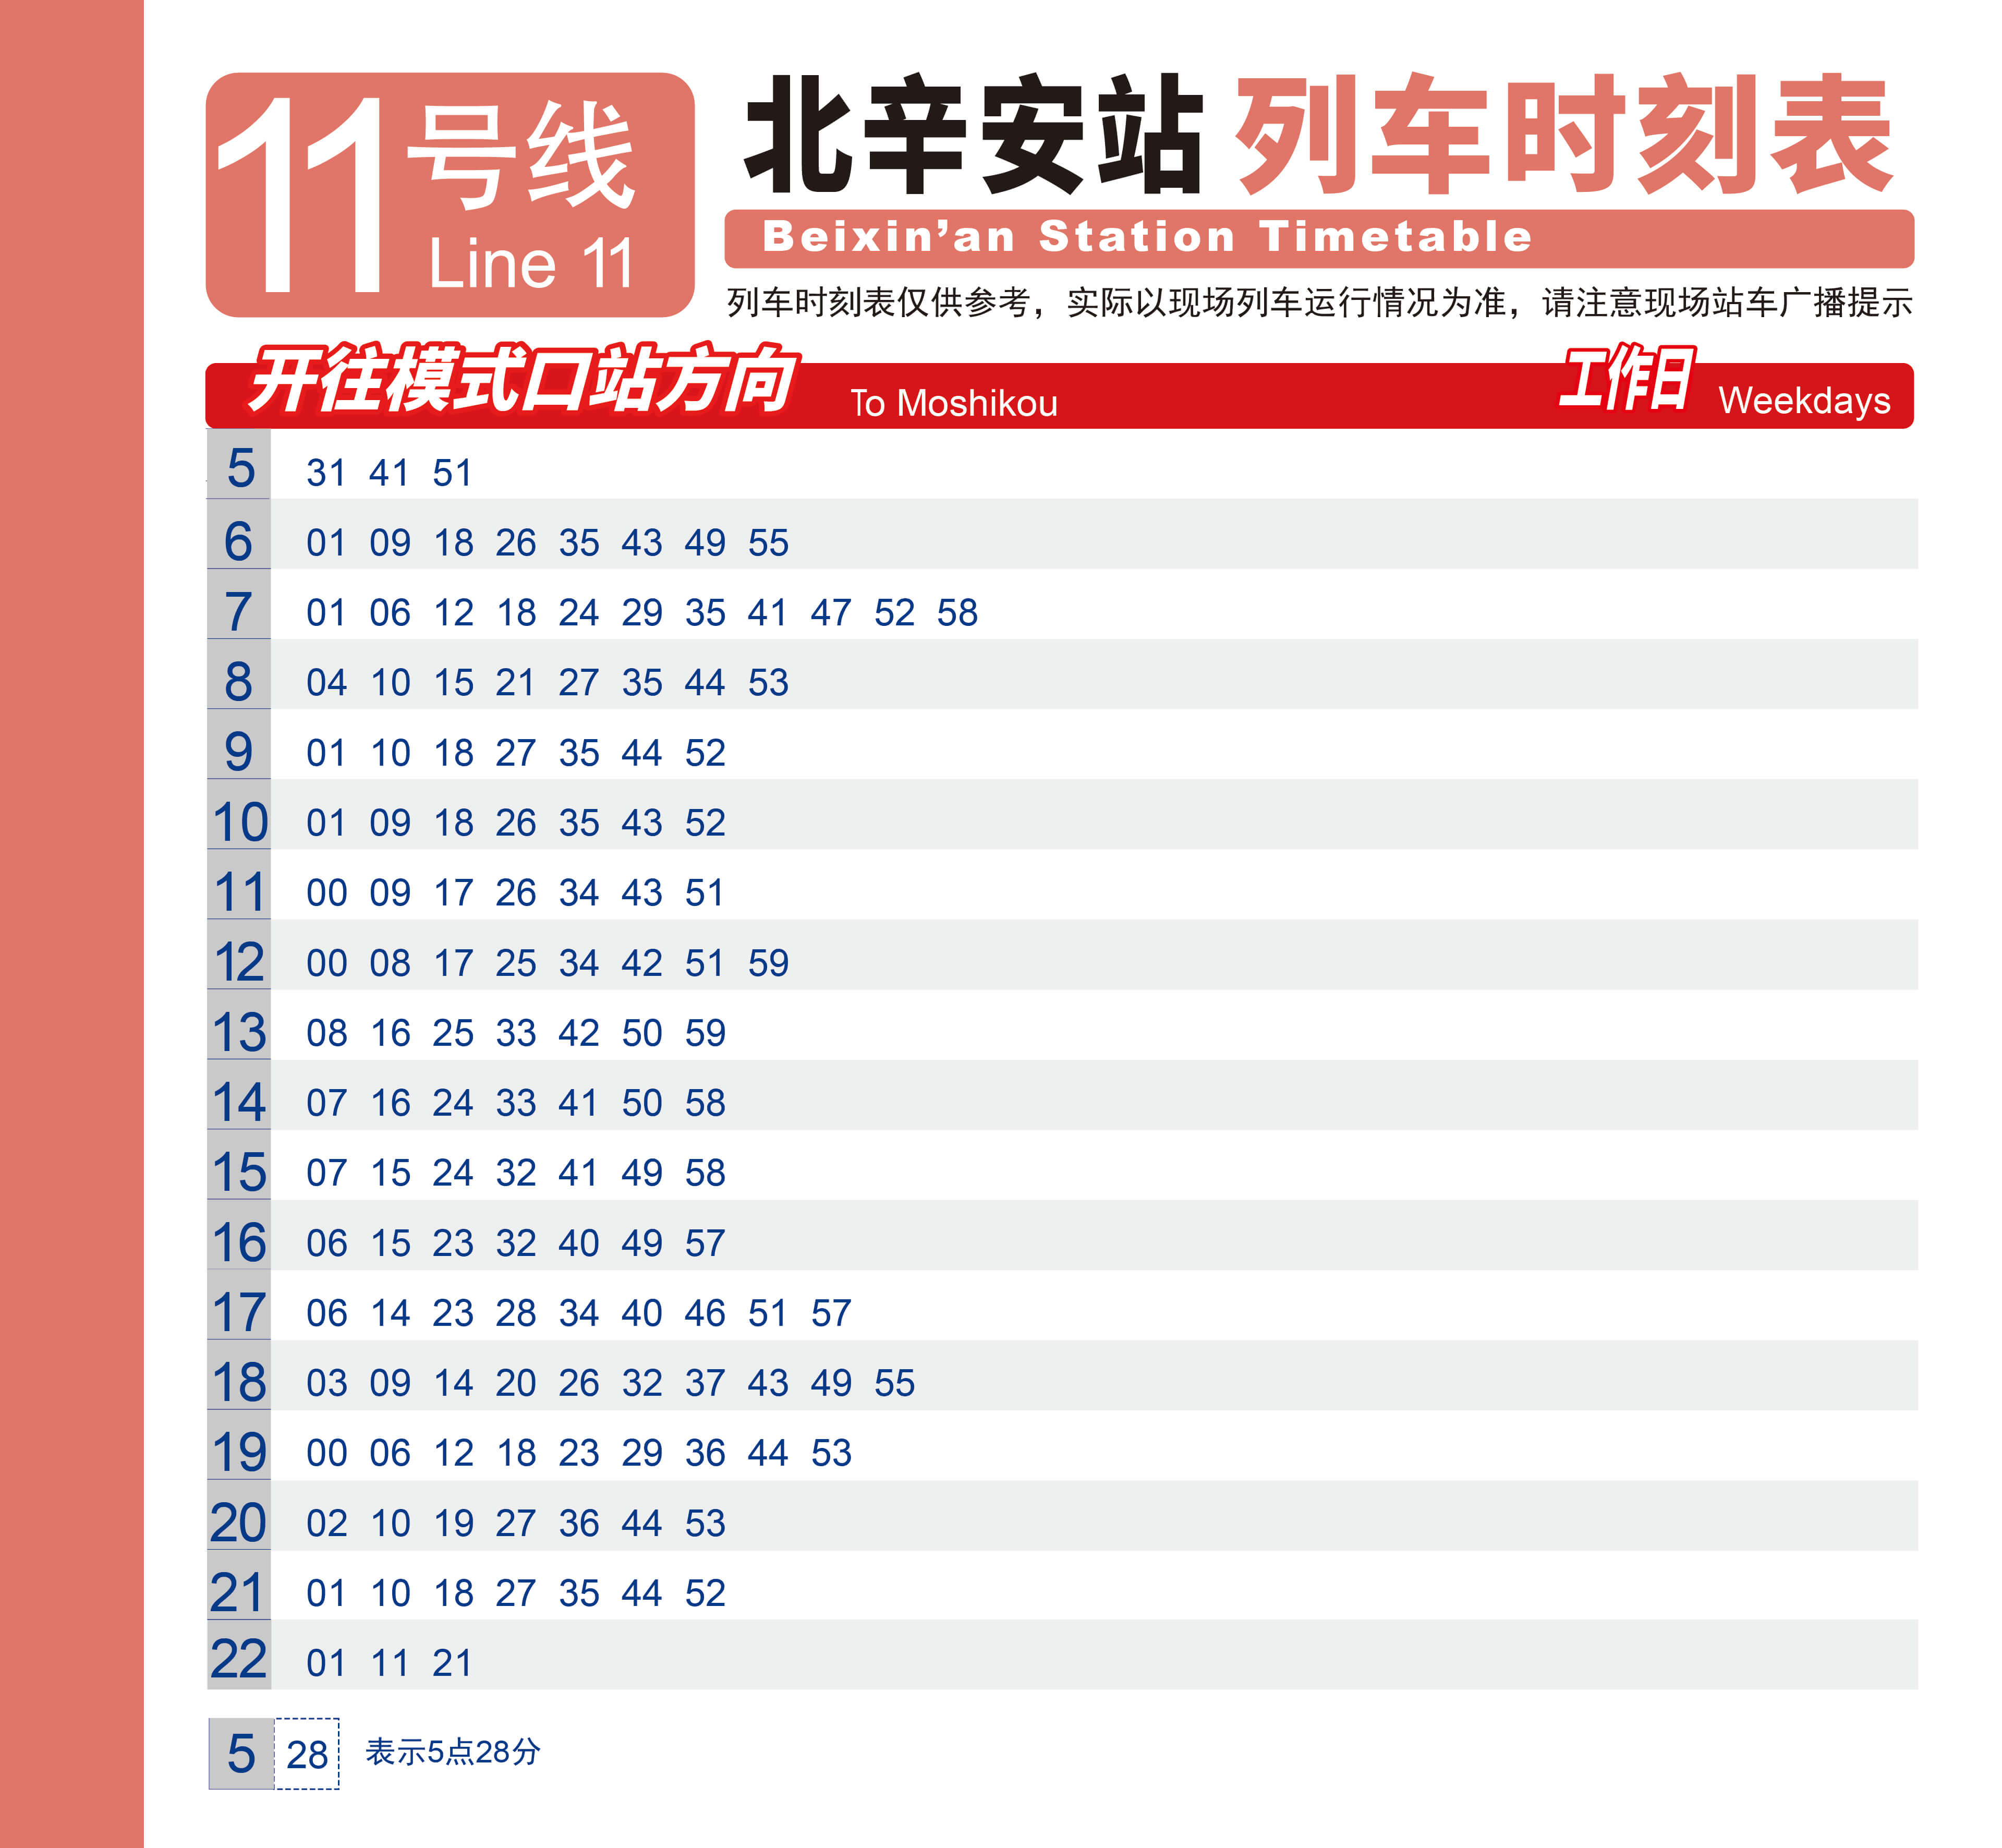 11号线
Line 11
北辛安站 列车时刻表
Beixin’an Station Timetable
列车时刻表仅供参考，实际以现场列车运行情况为准，请注意现场站车广播提示
开往模式口站方向 To Moshikou 工作日 Weekdays
5 31 41 51
6 01 09 18 26 35 43 49 55
7 01 06 12 18 24 29 35 41 47 52 58
8 04 10 15 21 27 35 44 53
9 01 10 18 27 35 44 52
10 01 09 18 26 35 43 52
11 00 09 17 26 34 43 51
12 00 08 17 25 34 42 51 59
13 08 16 25 33 42 50 59
14 07 16 24 33 41 50 58
15 07 15 24 32 41 49 58
16 06 15 23 32 40 49 57
17 06 14 23 28 34 40 46 51 57
18 03 09 14 20 26 32 37 43 49 55
19 00 06 12 18 23 29 36 44 53
20 02 10 19 27 36 44 53
21 01 10 18 27 35 44 52
22 01 11 21
5 28 表示5点28分